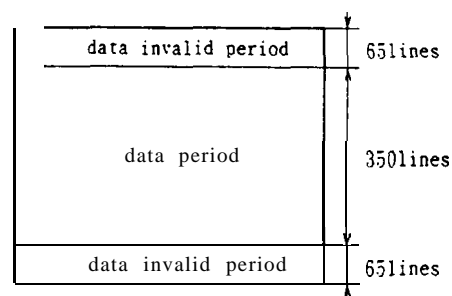 data invalid period
65lines
data period
350lines
data invalid period
65lines